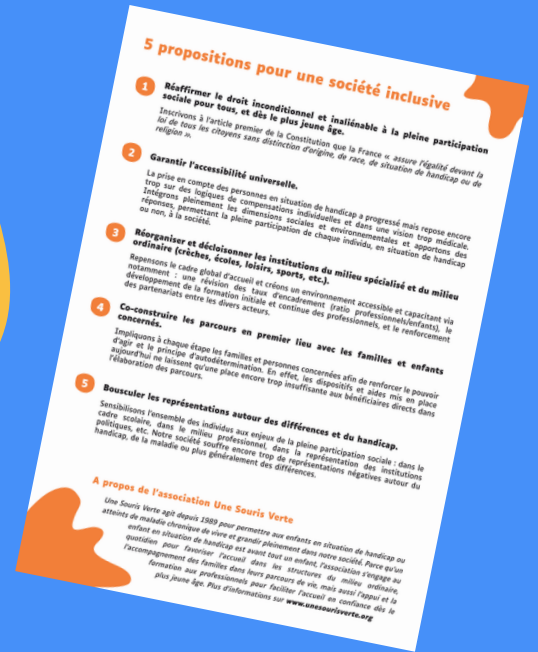 5 propositions pour une société inclusive
1
Réaffirmer le droit inconditionnel et inaliénable à la pleine participation
sociale pour tous, et dès le plus jeune âge.
Inscrivons à l'article premier de la Constitution que la France « assure l'égalité devant la
loi de tous les citoyens sans distinction d'origine, de race, de situation de handicap ou de
religion ».
2
Garantir l'accessibilité universelle.
La prise en compte des personnes en situation de handicap a progressé mais repose encore
trop sur des logiques de compensations individuelles et dans une vision trop médicale.
Intégrons pleinement les dimensions sociales et environnementales et apportons des
réponses, permettant la pleine participation de chaque individu, en situation de handicap
ou non, à la société.
3
Réorganiser et décloisonner les institutions du milieu spécialisé et du milieu
ordinaire (crèches, écoles, loisirs, sports, etc.).
Repensons le cadre global d'accueil et créons un environnement accessible et capacitant via
notamment : une révision des taux d'encadrement (ratio professionnels/enfants), le
développement de la formation initiale et continue des professionnels, et le renforcement
des partenariats entre les divers acteurs.
4
Co-construire les parcours en premier lieu avec les familles et enfants
concernés.
Impliquons à chaque étape les familles et personnes concernées afin de renforcer le pouvoir
d'agir et le principe d'autodétermination. En effet, les dispositifs et aides mis en place
aujourd'hui ne laissent qu'une place encore trop insuffisante aux bénéficiaires directs dans
l'élaboration des parcours.
5
Bousculer les représentations autour des différences et du handicap.
Sensibilisons l'ensemble des individus aux enjeux de la pleine participation sociale : dans le
cadre scolaire, dans le milieu professionnel, dans la représentation des institutions
politiques, etc. Notre société souffre encore trop de représentations négatives autour du
handicap, de la maladie ou plus généralement des différences.
A propos de l'association Une Souris Verte
Une Souris Verte agit depuis 1989 pour permettre aux enfants en situation de handicap ou
atteints de maladie chronique de vivre et grandir pleinement dans notre société. Parce qu'un
enfant en situation de handicap est avant tout un enfant, l'association s'engage au
quotidien pour favoriser l'accueil dans les structures du milieu ordinaire,
l'accompagnement des familles dans leurs parcours de vie, mais aussi l'appui et la
formation aux professionnels pour faciliter l'accueil en confiance dès le
plus jeune âge. Plus d'informations sur www.unesourisverte.org